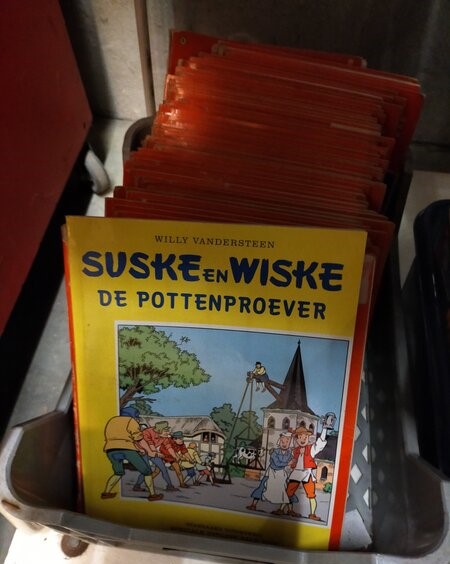 WILLY VANDERSTEEN
SUSKE EN WISKE
DE POTTENPROEVER